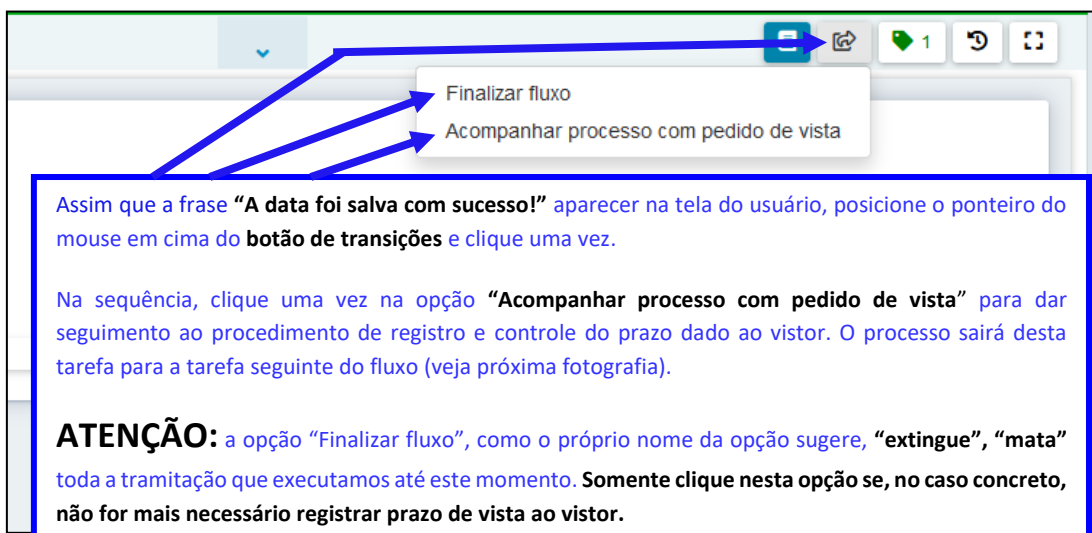 1
Finalizar fluxo
Acompanhar processo com pedido de vista
Assim que a frase “A data foi salva com sucesso!” aparecer na tela do usuário, posicione o ponteiro do
mouse em cima do botão de transições e clique uma vez.
Na sequência, clique uma vez na opção “Acompanhar processo com pedido de vista” para dar
seguimento ao procedimento de registro e controle do prazo dado ao vistor. O processo sairá desta
tarefa para a tarefa seguinte do fluxo (veja próxima fotografia).
ATENÇÃO: a opção “Finalizar fluxo”, como o próprio nome da opção sugere, “extingue”, “mata”
toda a tramitação que executamos até este momento. Somente clique nesta opção se, no caso concreto,
não for mais necessário registrar prazo de vista ao vistor.